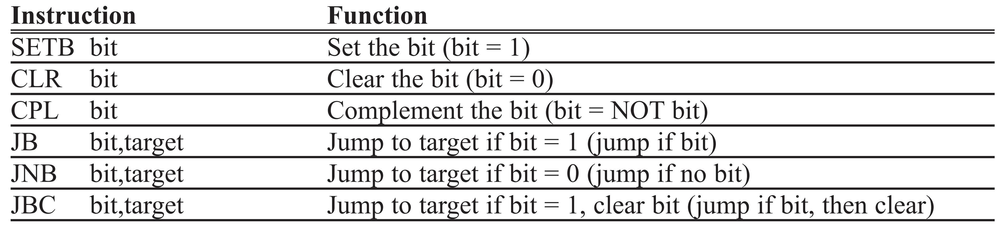 Instruction Function
SETB bit Set the bit (bit = 1)
CLR bit Clear the bit (bit = 0)
CPL bit Complement the bit (bit = NOT bit)
JB bit,target Jump to target if bit = 1 (jump if bit)
JNB bit,target Jump to target if bit = 0 (jump if no bit)
JBC bit,target Jump to target if bit = 1, clear bit (jump if bit, then clear)